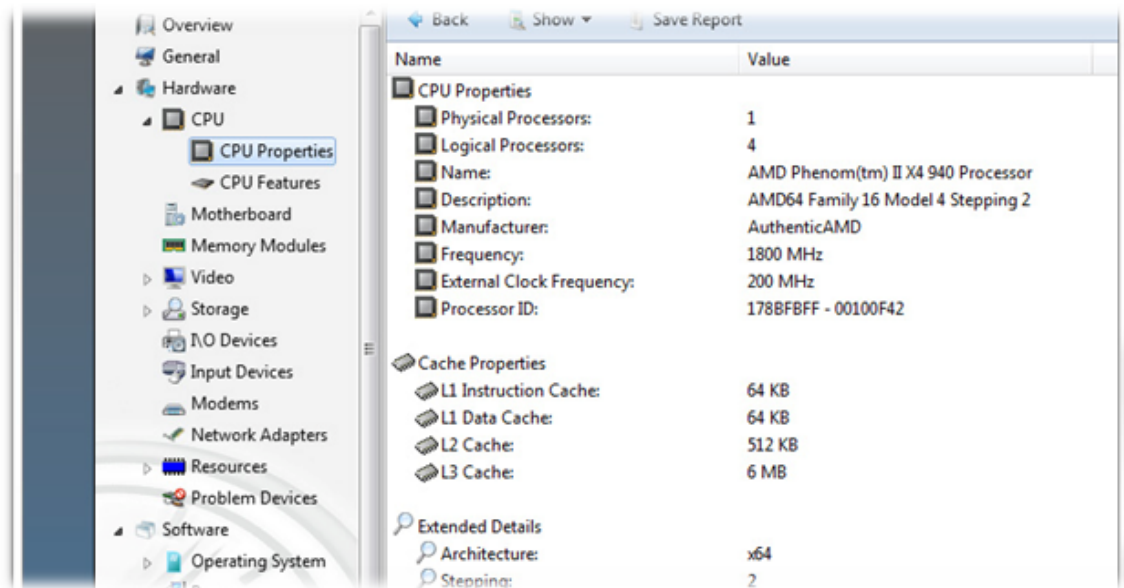 Overview
General
Hardware
CPU
CPU Properties
CPU Features
Motherboard
Memory Modules
Video
Storage
I\O Devices
Input Devices
Modems
Network Adapters
Resources
Problem Devices
Software
Operating System
Back Show Save Report
Name Value
CPU Properties
Physical Processors: 1
Logical Processors: 4
Name: AMD Phenom(tm) II X4 940 Processor
Description: AMD64 Family 16 Model 4 Stepping 2
Manufacturer: AuthenticAMD
Frequency: 1800 MHz
External Clock Frequency: 200 MHz
Processor ID: 178BFBFF - 00100F42
Cache Properties
L1 Instruction Cache: 64 KB
L1 Data Cache: 64 KB
L2 Cache: 512 KB
L3 Cache: 6 MB
Extended Details
Architecture: x64
Stepping: 2